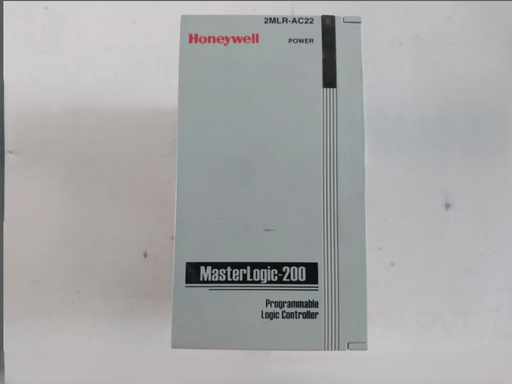 2MLR-AC22
Honeywell
POWER
MasterLogic-200
Programmable
Logic Controller